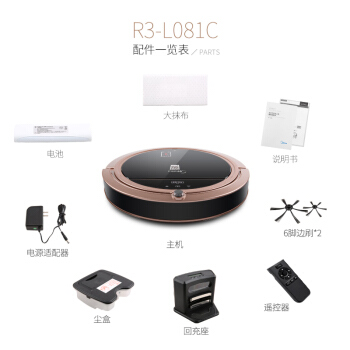 R3-L081C
配件一览表 / PARTS
大抹布
电池
说明书
主机
电源适配器
6脚边刷*2
尘盒
回充座
遥控器